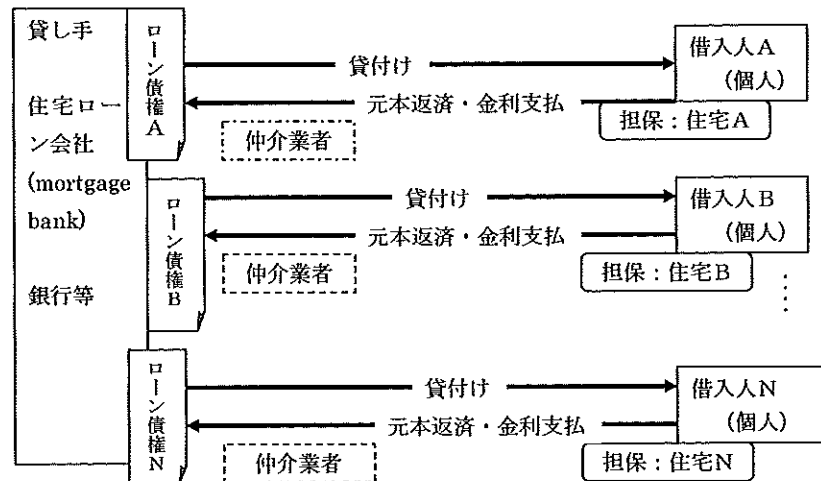 貸し手
住宅ロー
ン会社
(mortgage
bank)
銀行等
ローン債権A
貸付け
元本返済・金利支払
仲介業者
借入人A
(個人)
担保：住宅A
ローン債権B
貸付け
元本返済・金利支払
仲介業者
借入人B
(個人)
担保：住宅B
ローン債権N
貸付け
元本返済・金利支払
仲介業者
借入人N
(個人)
担保：住宅N